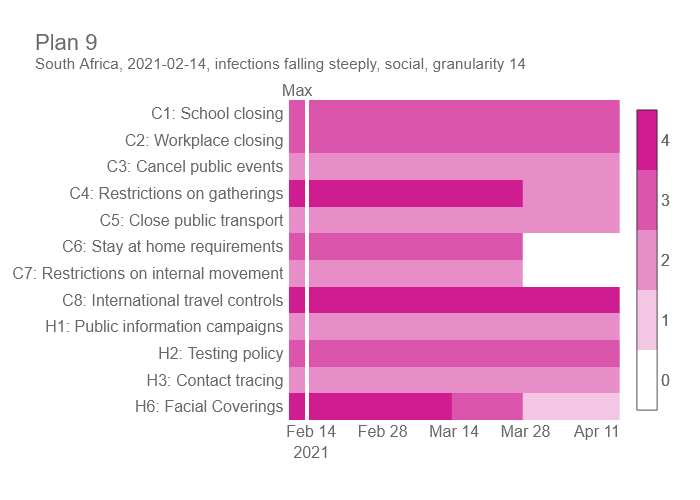 Plan 9
South Africa, 2021-02-14, infections falling steeply, social, granularity 14
Max
C1: School closing
C2: Workplace closing
C3: Cancel public events
C4: Restrictions on gatherings
C5: Close public transport
C6: Stay at home requirements
C7: Restrictions on internal movement
C8: International travel controls
H1: Public information campaigns
H2: Testing policy
H3: Contact tracing
H6: Facial Coverings
Feb 14 Feb 28 Mar 14 Mar 28 Apr 11
2021
4
3
2
1
0